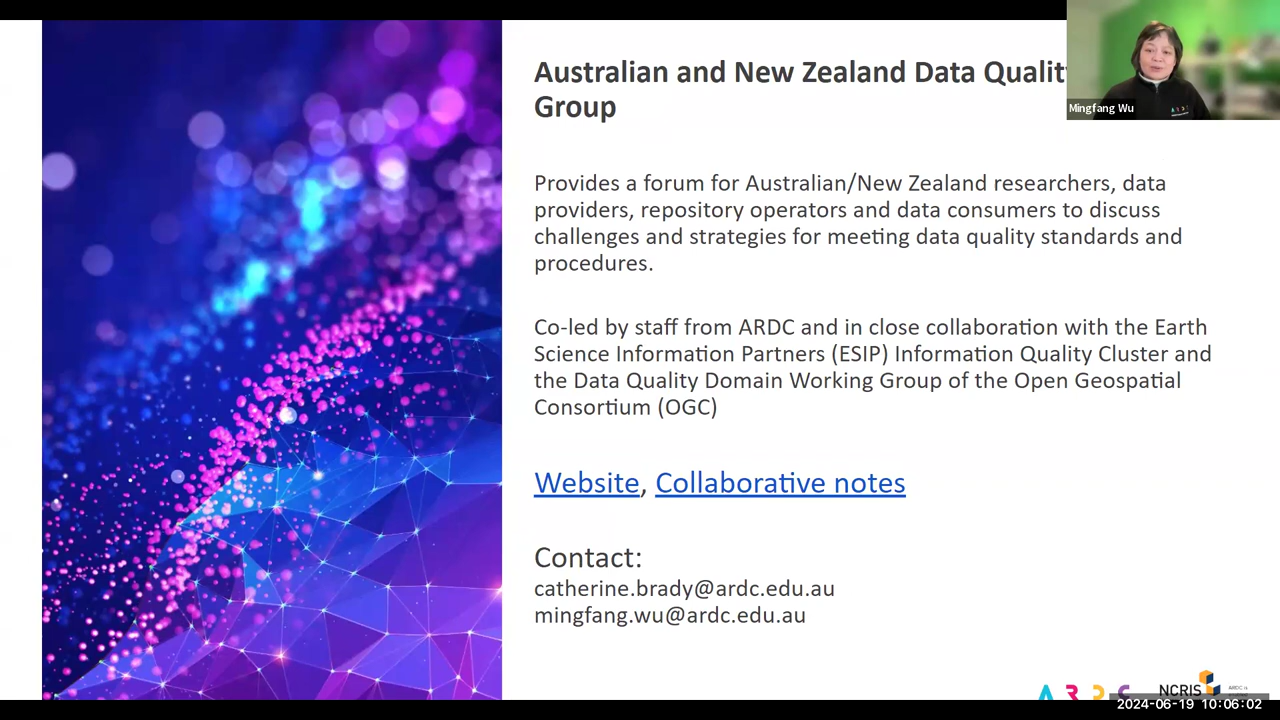 Australian and New Zealand Data Quality
Group
Mingfang Wu
Provides a forum for Australian/New Zealand researchers, data
providers, repository operators and data consumers to discuss
challenges and strategies for meeting data quality standards and
procedures.
Co-led by staff from ARDC and in close collaboration with the Earth
Science Information Partners (ESIP) Information Quality Cluster and
the Data Quality Domain Working Group of the Open Geospatial
Consortium (OGC)
Website, Collaborative notes
Contact:
catherine.brady@ardc.edu.au
mingfang.wu@ardc.edu.au
NCRIS
2024-06-19 10:06:02